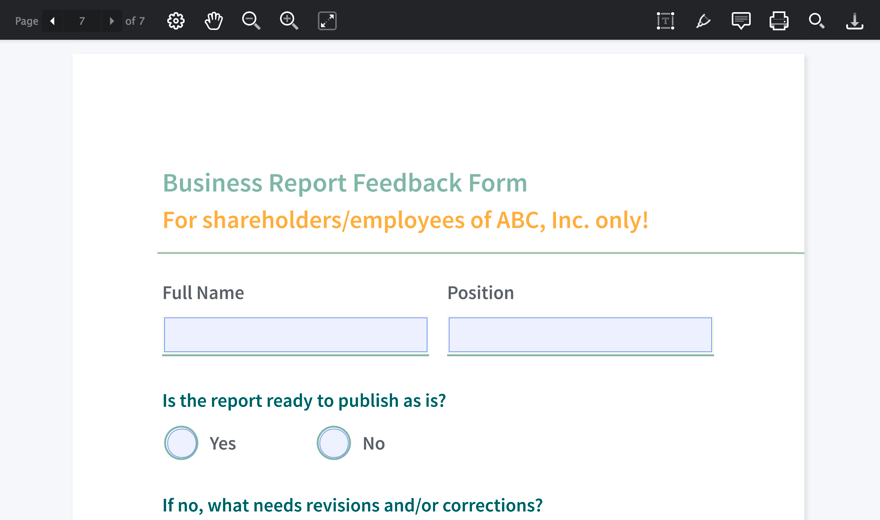 Page 7 of 7
Business Report Feedback Form
For shareholders/employees of ABC, Inc. only!
Full Name Position
Is the report ready to publish as is?
Yes No
If no, what needs revisions and/or corrections?